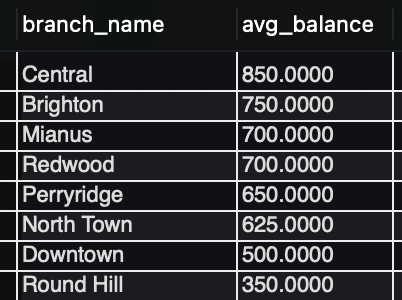 branch_name avg_balance
Central 850.0000
Brighton 750.0000
Mianus 700.0000
Redwood 700.0000
Perryridge 650.0000
North Town 625.0000
Downtown 500.0000
Round Hill 350.0000